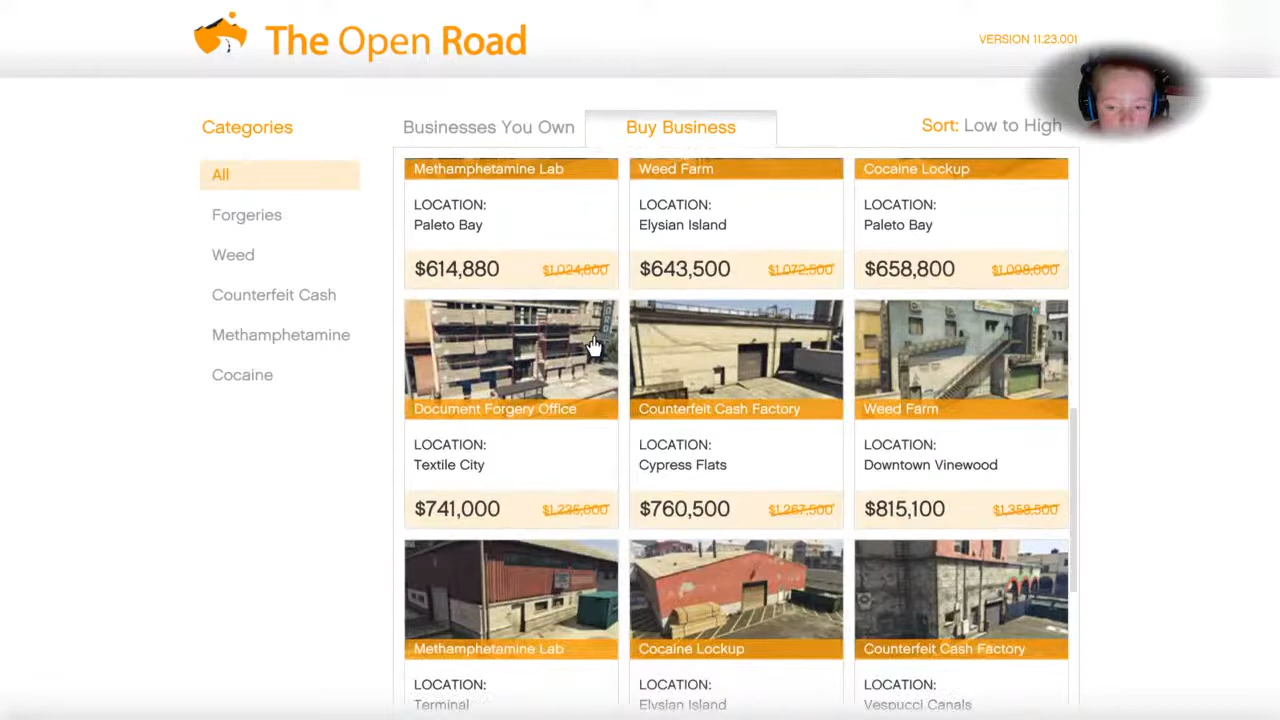 The Open Road
VERSION 11.23.001
Categories
Businesses You Own
Buy Business
Sort: Low to High
All
Forgeries
Weed
Counterfeit Cash
Methamphetamine
Cocaine
Methamphetamine Lab
Weed Farm
Cocaine Lockup
LOCATION:
Paleto Bay
LOCATION:
Elysian Island
LOCATION:
Paleto Bay
$614,880 $1,024,800
$643,500 $1,072,500
$658,800 $1,098,000
Document Forgery Office
Counterfeit Cash Factory
Weed Farm
LOCATION:
Textile City
LOCATION:
Cypress Flats
LOCATION:
Downtown Vinewood
$741,000 $1,235,000
$760,500 $1,267,500
$815,100 $1,358,500
Methamphetamine Lab
Cocaine Lockup
Counterfeit Cash Factory
LOCATION:
Terminal
LOCATION:
Elysian Island
LOCATION:
Vespucci Canals